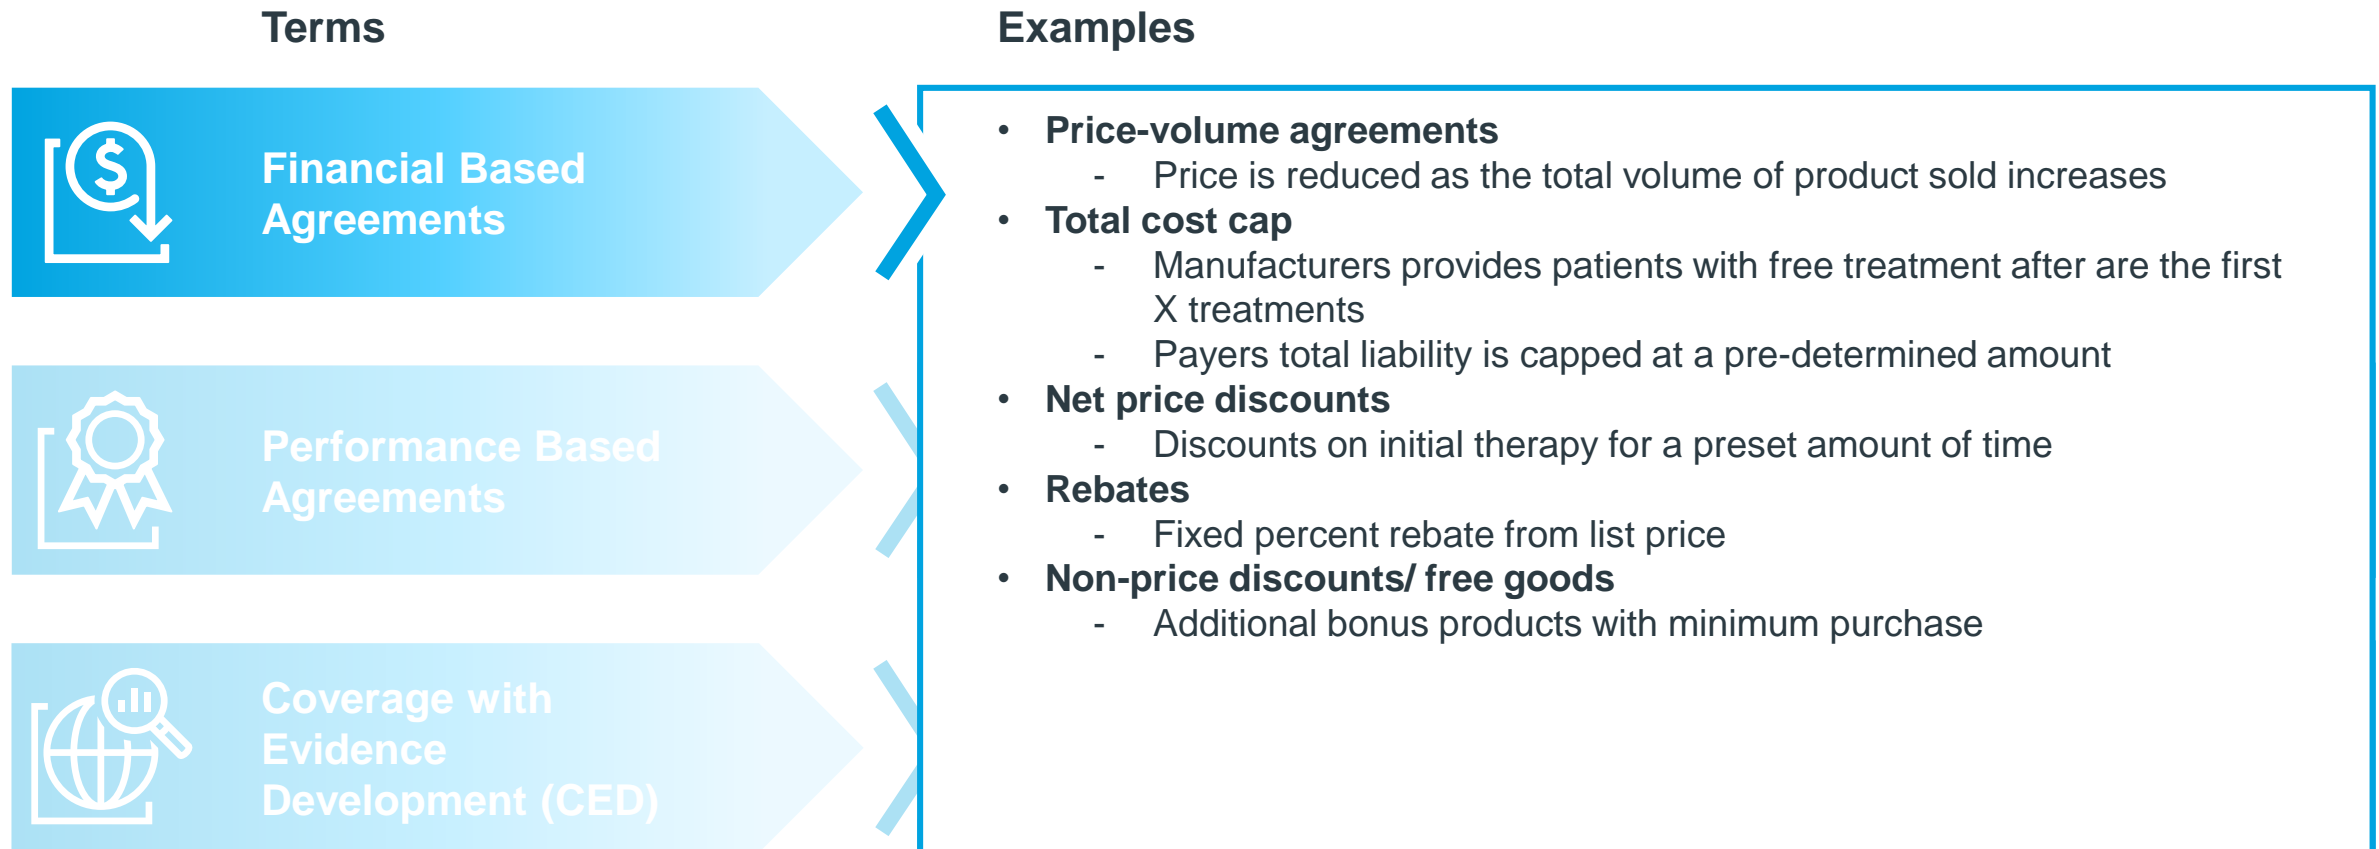 Terms
Examples
Financial Based
Agreements
Performance Based
Agreements
Coverage with
Evidence
Development (CED)
• Price-volume agreements
- Price is reduced as the total volume of product sold increases
• Total cost cap
- Manufacturers provides patients with free treatment after are the first
X treatments
- Payers total liability is capped at a pre-determined amount
• Net price discounts
- Discounts on initial therapy for a preset amount of time
• Rebates
- Fixed percent rebate from list price
• Non-price discounts/ free goods
- Additional bonus products with minimum purchase